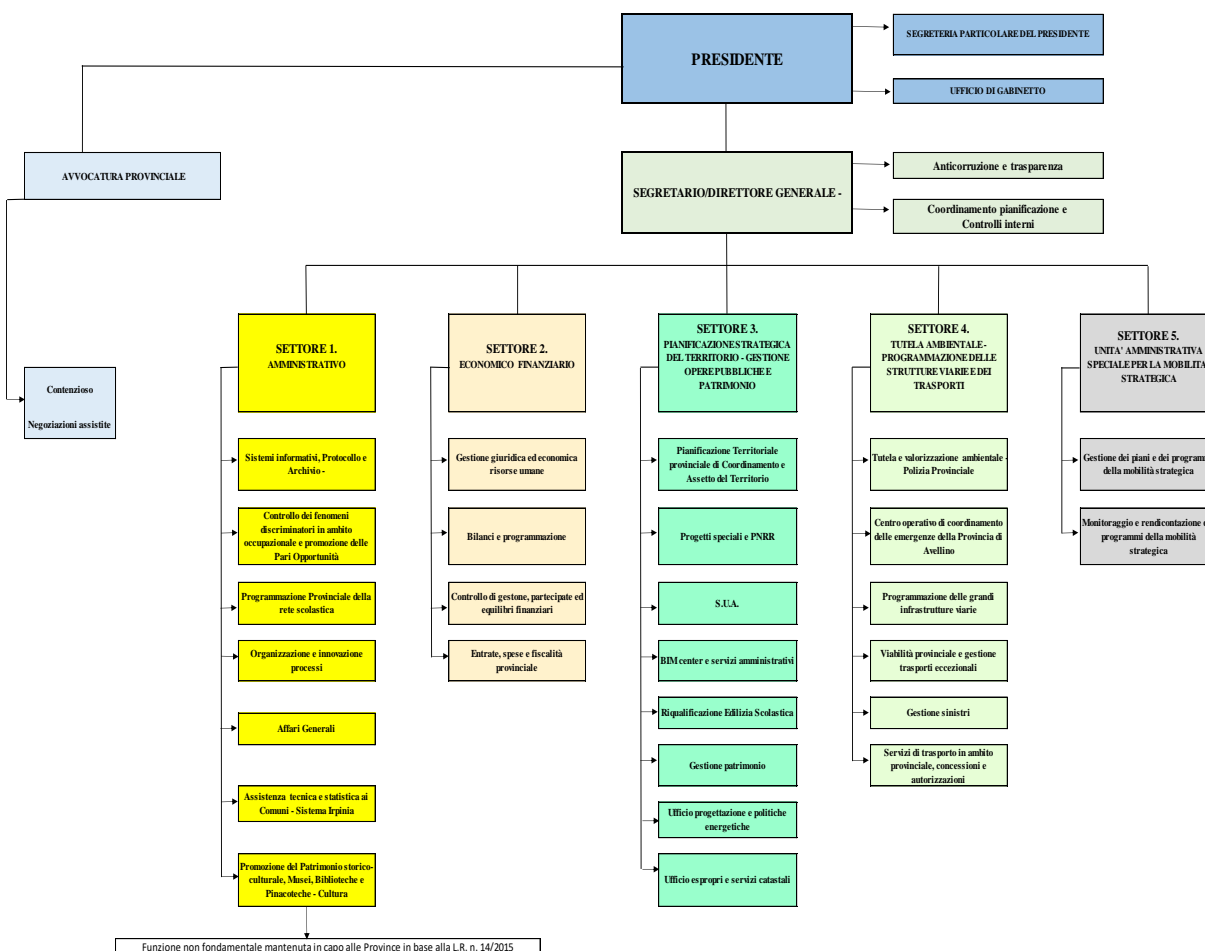 PRESIDENTE
SEGRETERIA PARTICOLARE DEL PRESIDENTE
UFFICIO DI GABINETTO
AVVOCATURA PROVINCIALE
SEGRETARIO/DIRETTORE GENERALE -
Anticorruzione e trasparenza
Coordinamento pianificazione e
Controlli interni
Contenzioso
Negoziazioni assistite
SETTORE 1.
AMMINISTRATIVO
Sistemi informativi, Protocollo e
Archivio -
Controllo dei fenomeni
discriminatori in ambito
occupazionale e promozione delle
Pari Opportunità
Programmazione Provinciale della
rete scolastica
Organizzazione e innovazione
processi
Affari Generali
Assistenza tecnica e statistica ai
Comuni - Sistema Irpinia
Promozione del Patrimonio storico-
culturale, Musei, Biblioteche e
Pinacoteche - Cultura
Funzione non fondamentale mantenuta in capo alle Province in base alla L.R. n. 14/2015
SETTORE 2.
ECONOMICO FINANZIARIO
Gestione giuridica ed economica
risorse umane
Bilanci e programmazione
Controllo di gestone, partecipate ed
equilibri finanziari
Entrate, spese e fiscalità
provinciale
SETTORE 3.
PIANIFICAZIONE STRATEGICA
DEL TERRITORIO - GESTIONE
OPERE PUBBLICHE E
PATRIMONIO
Pianificazione Territoriale
provinciale di Coordinamento e
Assetto del Territorio
Progetti speciali e PNRR
S.U.A.
BIM center e servizi amministrativi
Riqualificazione Edilizia Scolastica
Gestione patrimonio
Ufficio progettazione e politiche
energetiche
Ufficio espropri e servizi catastali
SETTORE 4.
TUTELA AMBIENTALE -
PROGRAMMAZIONE DELLE
STRUTTURE VIARIE E DEI
TRASPORTI
Tutela e valorizzazione ambientale -
Polizia Provinciale
Centro operativo di coordinamento
delle emergenze della Provincia di
Avellino
Programmazione delle grandi
infrastrutture viarie
Viabilità provinciale e gestione
trasporti eccezionali
Gestione sinistri
Servizi di trasporto in ambito
provinciale, concessioni e
autorizzazioni
SETTORE 5.
UNITA' AMMINISTRATIVA
SPECIALE PER LA MOBILITA
STRATEGICA
Gestione dei piani e dei programm
della mobilità strategica
Monitoraggio e rendicontazione
programmi della mobilità
strategica